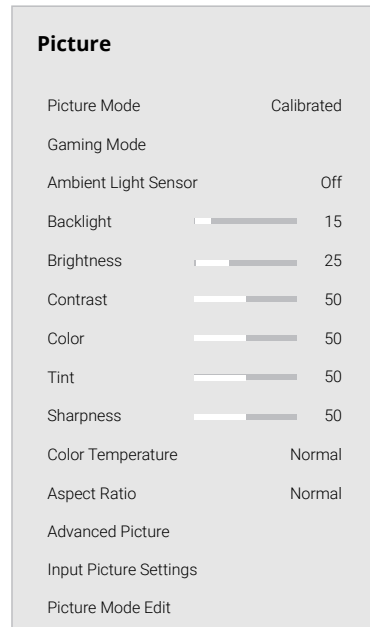 Picture
Picture Mode Calibrated
Gaming Mode
Ambient Light Sensor Off
Backlight 15
Brightness 25
Contrast 50
Color 50
Tint 50
Sharpness 50
Color Temperature Normal
Aspect Ratio Normal
Advanced Picture
Input Picture Settings
Picture Mode Edit